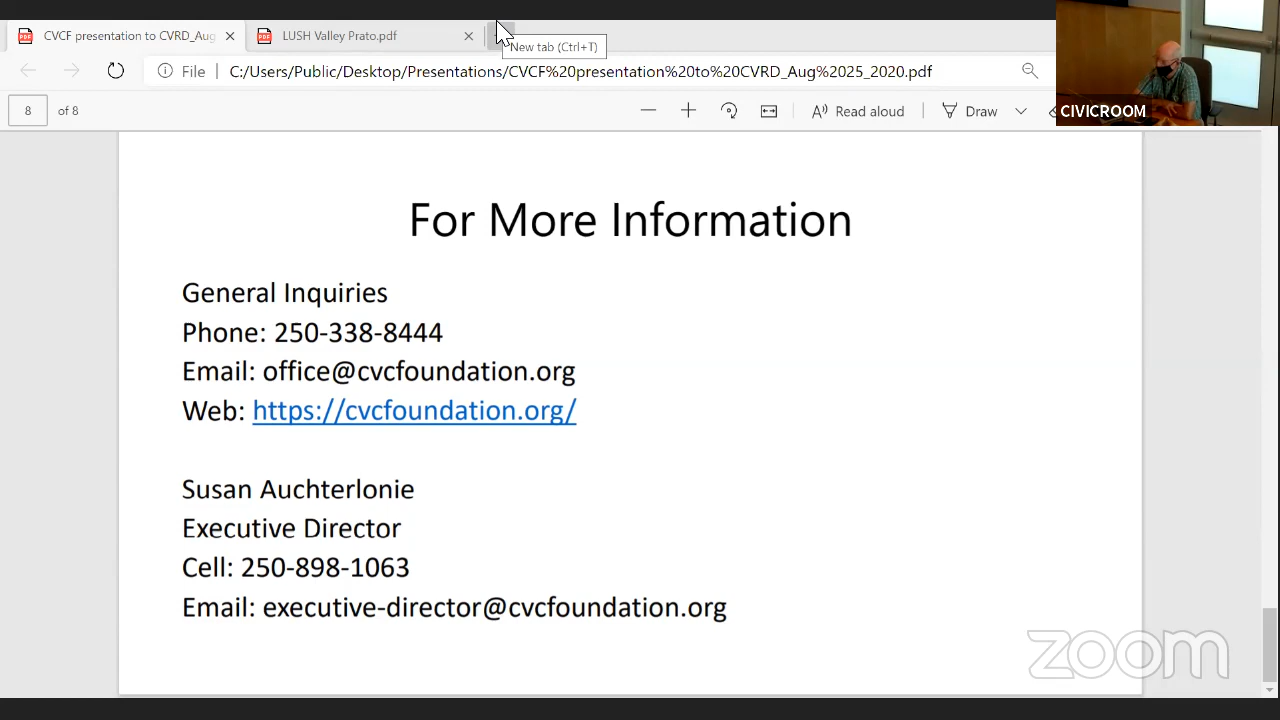 CVCF presentation to CVRD_Aug
LUSH Valley Prato.pdf
New tab (Ctrl+T)
File
C:/Users/Public/Desktop/Presentations/CVCF%20presentation%20to%20CVRD_Aug%2025_2020.pdf
8 of 8
Read aloud
Draw
CIVICROOM
For More Information
General Inquiries
Phone: 250-338-8444
Email: office@cvcfoundation.org
Web: https://cvcfoundation.org/
Susan Auchterlonie
Executive Director
Cell: 250-898-1063
Email: executive-director@cvcfoundation.org
zoom